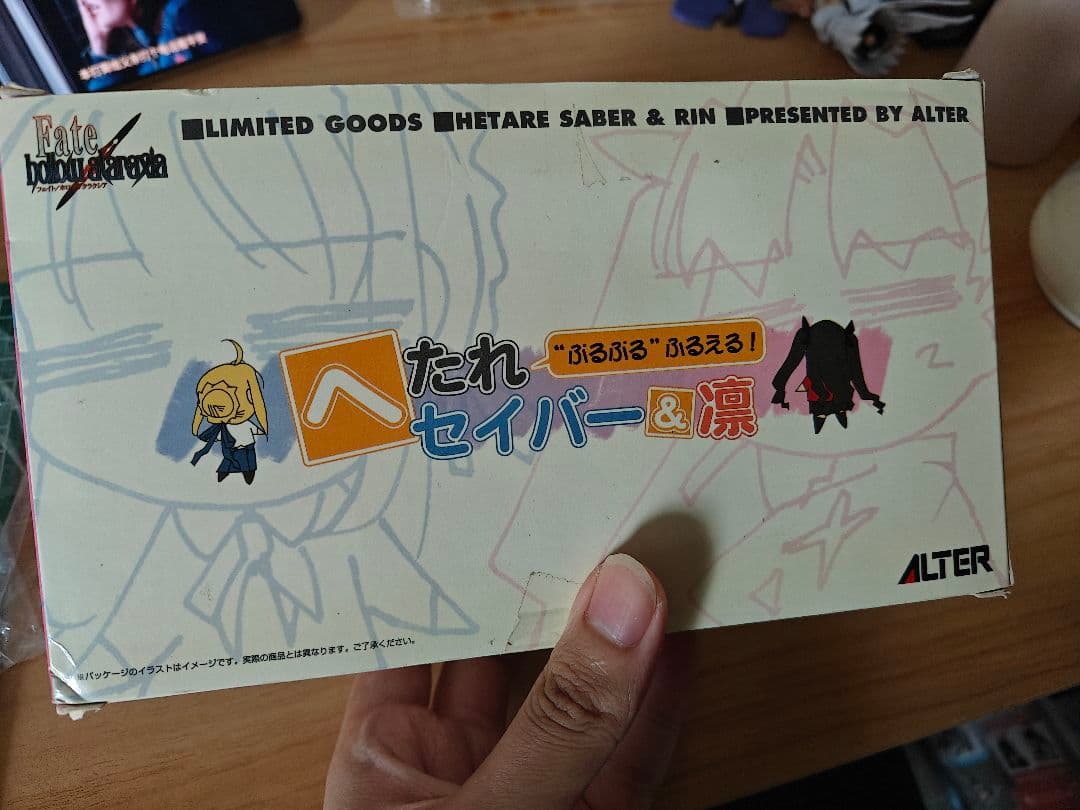 Fate
hollow ataraxia
フェイト/ホロウアタラクシア
■LIMITED GOODS ■HETARE SABER & RIN ■PRESENTED BY ALTER
へたれ
“ぷるぷる”ふるえる！
セイバー&凛
ALTER
※パッケージのイラストはイメージです。実際の商品とは異なります。ご了承ください。